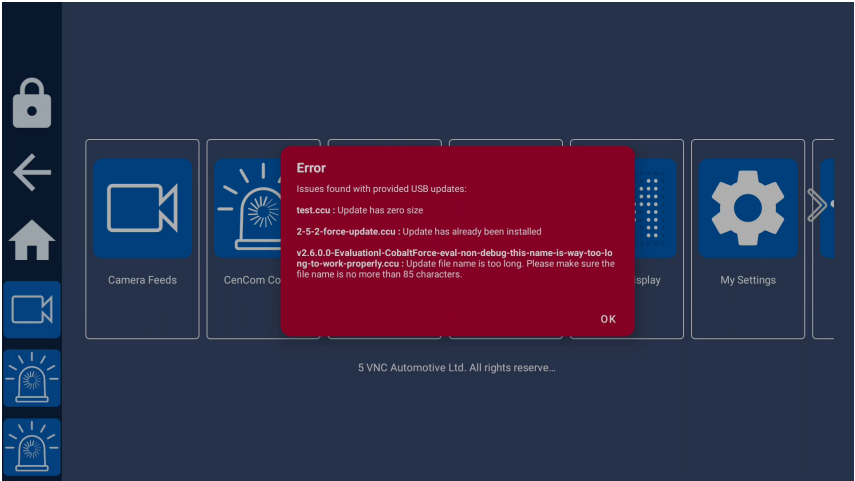 Error
Issues found with provided USB updates:
test.ccu : Update has zero size
2-5-2-force-update.ccu : Update has already been installed
v2.6.0.0-Evaluationl-CobaltForce-eval-non-debug-this-name-is-way-too-lo
ng-to-work-properly.ccu : Update file name is too long. Please make sure the
file name is no more than 85 characters.
OK
Camera Feeds
CenCom Co
isplay
My Settings
5 VNC Automotive Ltd. All rights reserve…